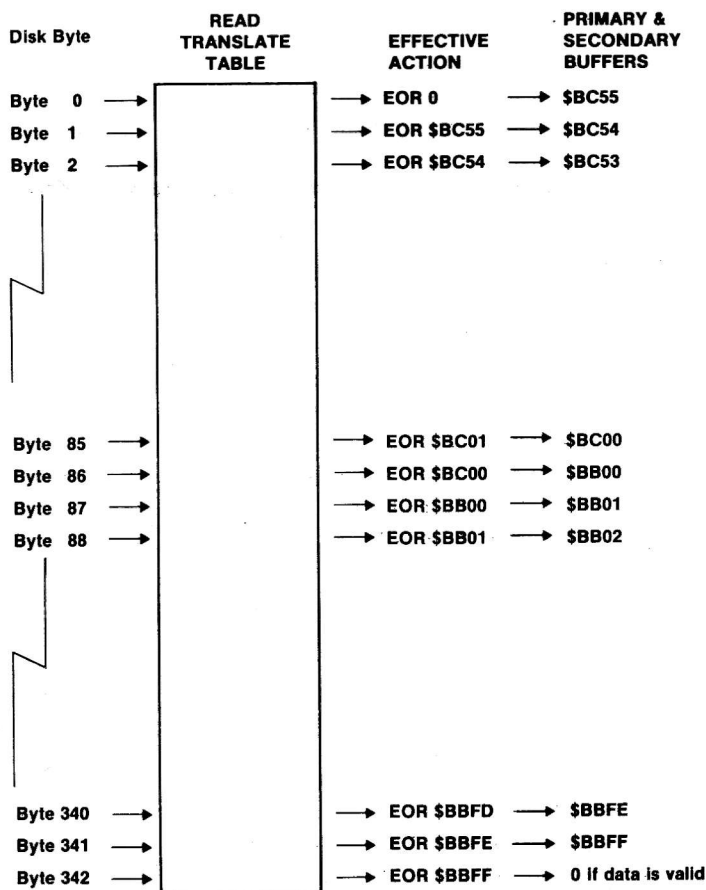 Disk Byte
READ
TRANSLATE
TABLE
EFFECTIVE
ACTION
PRIMARY &
SECONDARY
BUFFERS
Byte 0 → → EOR 0 → $BC55
Byte 1 → → EOR $BC55 → $BC54
Byte 2 → → EOR $BC54 → $BC53
Byte 85 → → EOR $BC01 → $BC00
Byte 86 → → EOR $BC00 → $BB00
Byte 87 → → EOR $BB00 → $BB01
Byte 88 → → EOR $BB01 → $BB02
Byte 340 → → EOR $BBFD → $BBFE
Byte 341 → → EOR $BBFE → $BBFF
Byte 342 → → EOR $BBFF → 0 if data is valid